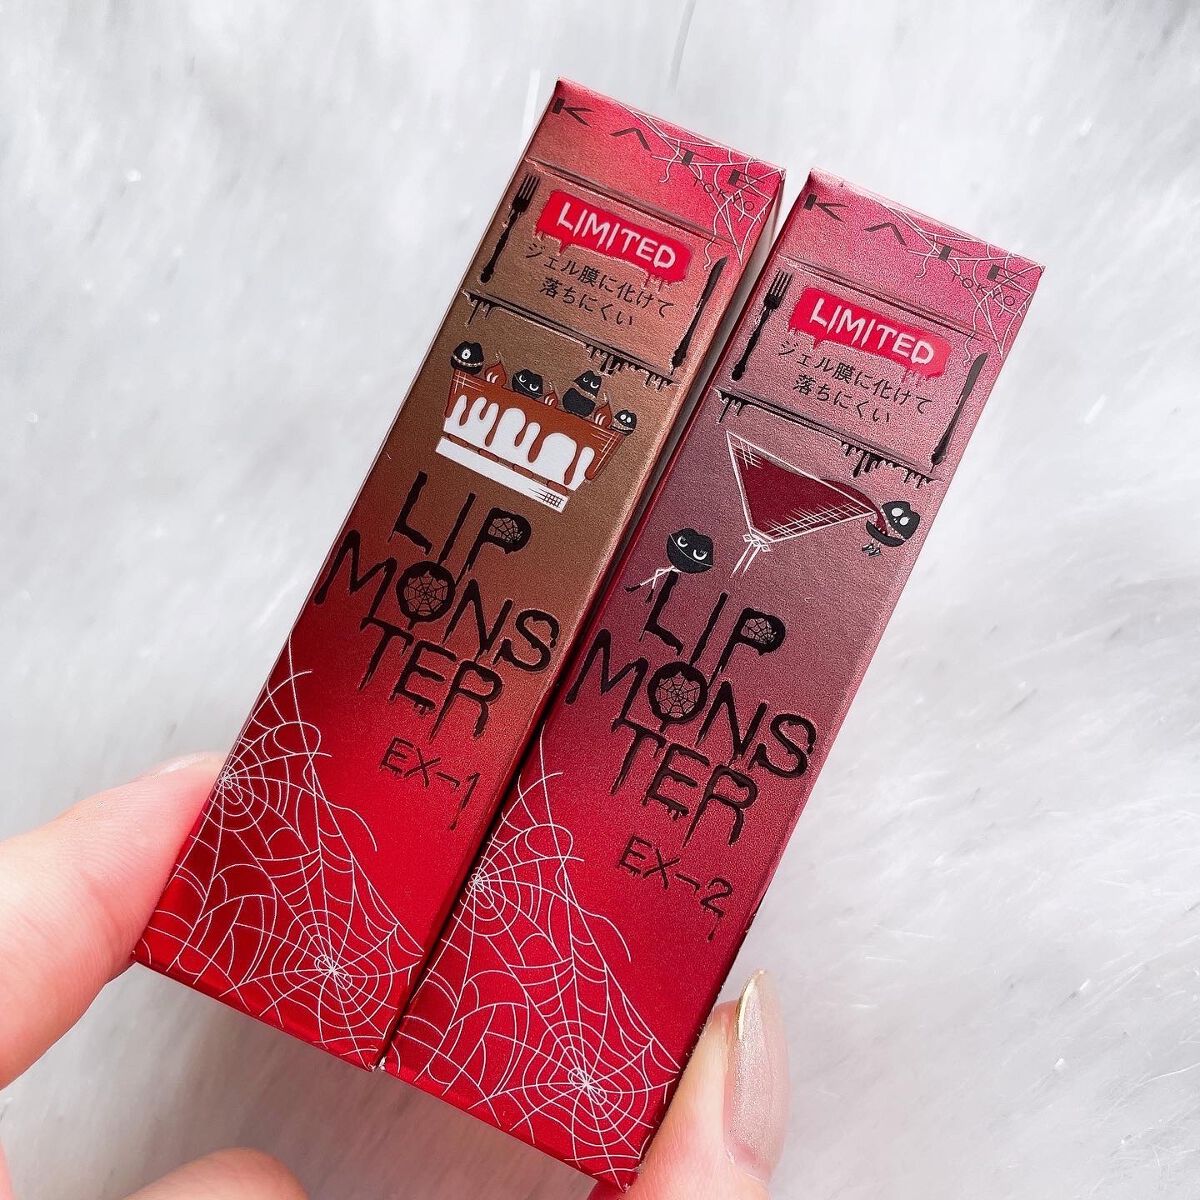 KATE
TOKYO
LIMITED
ジェル膜に化けて
落ちにくい
LIP
MONS
TER
EX-1
KATE
TOKYO
LIMITED
ジェル膜に化けて
落ちにくい
LIP
MONS
TER
EX-2